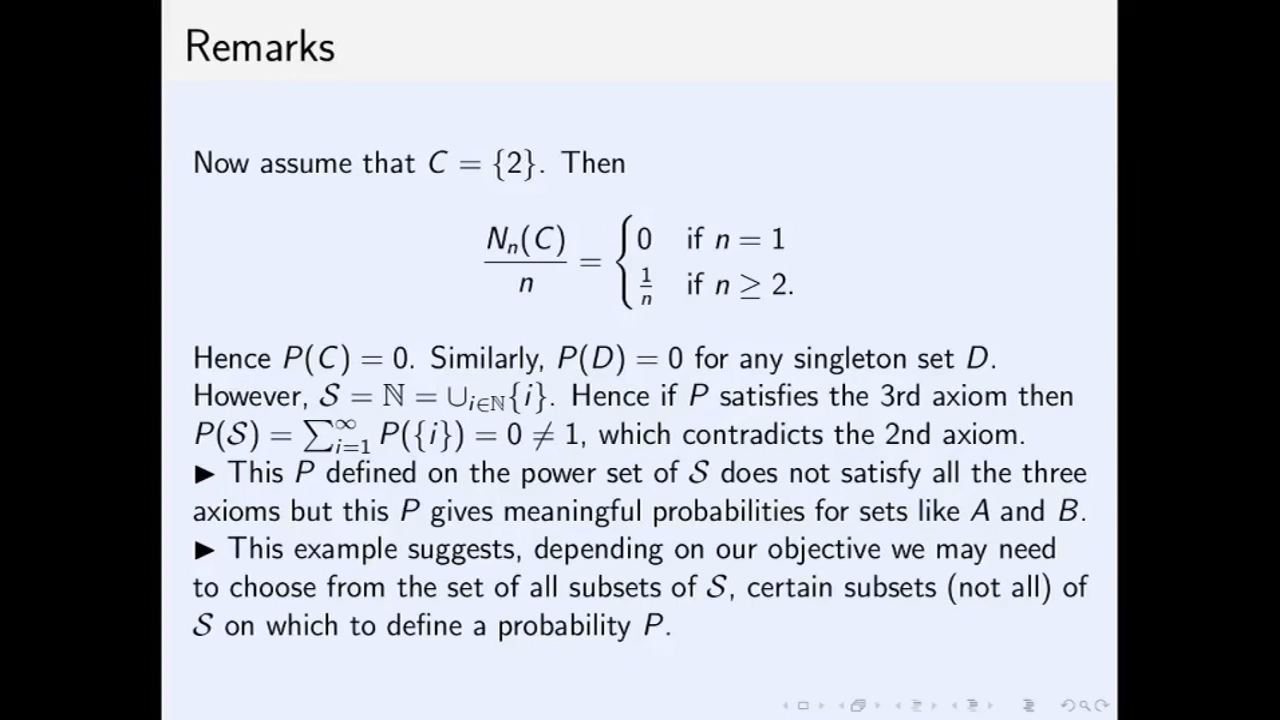 Remarks
Now assume that C = {2}. Then
N_n(C)/n = { 0 if n = 1
1/n if n ≥ 2.
Hence P(C) = 0. Similarly, P(D) = 0 for any singleton set D.
However, 𝒮 = ℕ = ∪_{i∈ℕ}{i}. Hence if P satisfies the 3rd axiom then
P(𝒮) = ∑_{i=1}^∞ P({i}) = 0 ≠ 1, which contradicts the 2nd axiom.
▶ This P defined on the power set of 𝒮 does not satisfy all the three
axioms but this P gives meaningful probabilities for sets like A and B.
▶ This example suggests, depending on our objective we may need
to choose from the set of all subsets of 𝒮, certain subsets (not all) of
𝒮 on which to define a probability P.